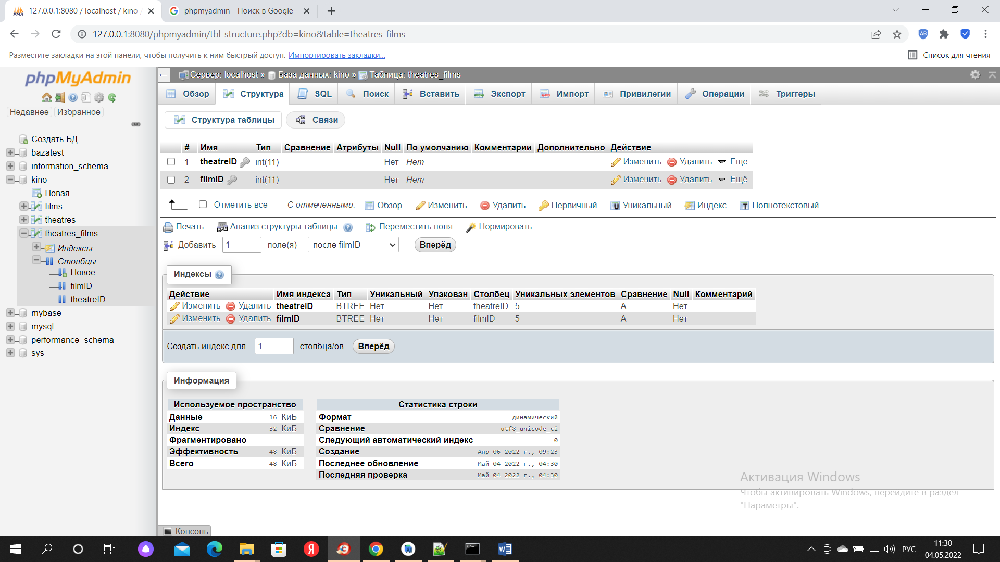 127.0.0.1:8080 / localhost / kino /
phpmyadmin - Поиск в Google
127.0.0.1:8080/phpmyadmin/tbl_structure.php?db=kino&table=theatres_films
Разместите закладки на этой панели, чтобы получить к ним быстрый доступ. Импортировать закладки...
Список для чтения
phpMyAdmin
Недавнее Избранное
Создать БД
bazatest
information_schema
kino
Новая
films
theatres
theatres_films
Индексы
Столбцы
Новое
filmID
theatreID
mybase
mysql
performance_schema
sys
Сервер: localhost » База данных: kino » Таблица: theatres_films
Обзор Структура SQL Поиск Вставить Экспорт Импорт Привилегии Операции Триггеры
Структура таблицы Связи
# Имя Тип Сравнение Атрибуты Null По умолчанию Комментарии Дополнительно Действие
1 theatreID int(11) Нет Нет Изменить Удалить Ещё
2 filmID int(11) Нет Нет Изменить Удалить Ещё
Отметить все С отмеченными: Обзор Изменить Удалить Первичный Уникальный Индекс Полнотекстовый
Печать Анализ структуры таблицы Переместить поля Нормировать
Добавить 1 поле(я) после filmID Вперёд
Индексы
Действие Имя индекса Тип Уникальный Упакован Столбец Уникальных элементов Сравнение Null Комментарий
Изменить Удалить theatreID BTREE Нет Нет theatreID 5 A Нет
Изменить Удалить filmID BTREE Нет Нет filmID 5 A Нет
Создать индекс для 1 столбца/ов Вперёд
Информация
Используемое пространство
Данные 16 КиБ
Индекс 32 КиБ
Фрагментировано
Эффективность 48 КиБ
Всего 48 КиБ
Статистика строки
Формат динамический
Сравнение utf8_unicode_ci
Следующий автоматический индекс 0
Создание Апр 06 2022 г., 09:23
Последнее обновление Май 04 2022 г., 04:30
Последняя проверка Май 04 2022 г., 04:30
Активация Windows
Чтобы активировать Windows, перейдите в раздел
"Параметры".
Консоль
РУС
11:30
04.05.2022